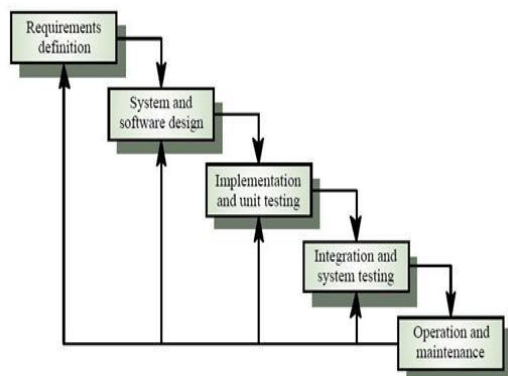 Requirements
definition
System and
software design
Implementation
and unit testing
Integration and
system testing
Operation and
maintenance